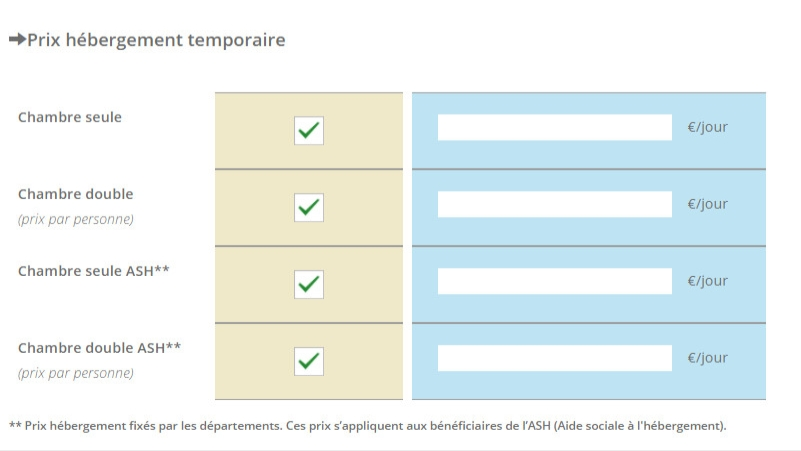 Prix hébergement temporaire
Chambre seule
€/jour
Chambre double
(prix par personne)
€/jour
Chambre seule ASH**
€/jour
Chambre double ASH**
(prix par personne)
€/jour
** Prix hébergement fixés par les départements. Ces prix s’appliquent aux bénéficiaires de l’ASH (Aide sociale à l'hébergement).